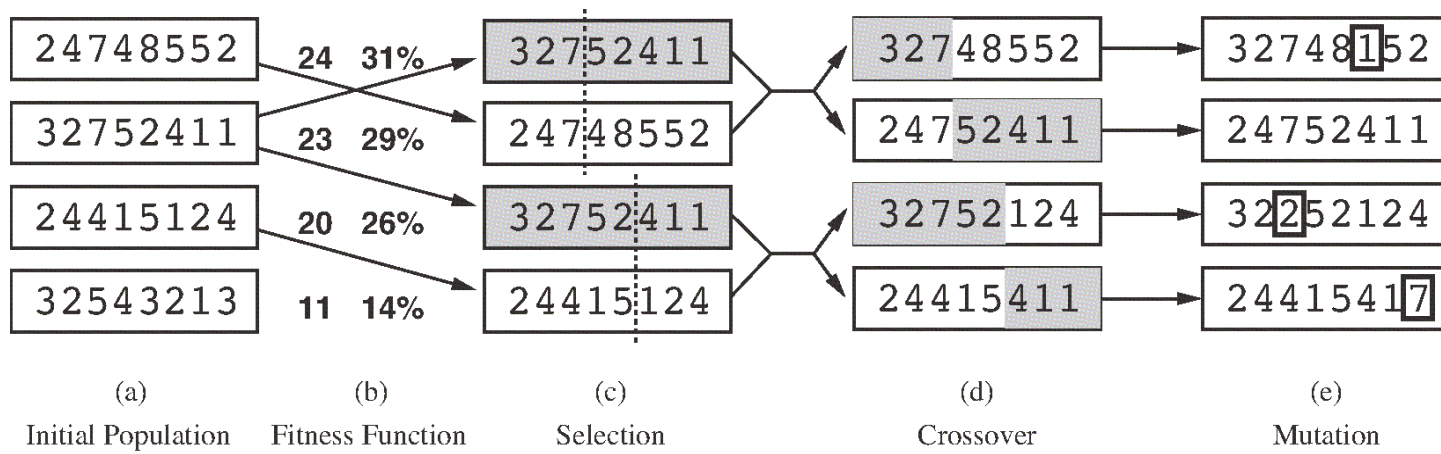 24748552 24 31% 32752411 32748552 32748152
32752411 23 29% 24748552 24752411 24752411
24415124 20 26% 32752411 32752124 32252124
32543213 11 14% 24415124 24415411 24415417
(a) (b) (c) (d) (e)
Initial Population Fitness Function Selection Crossover Mutation